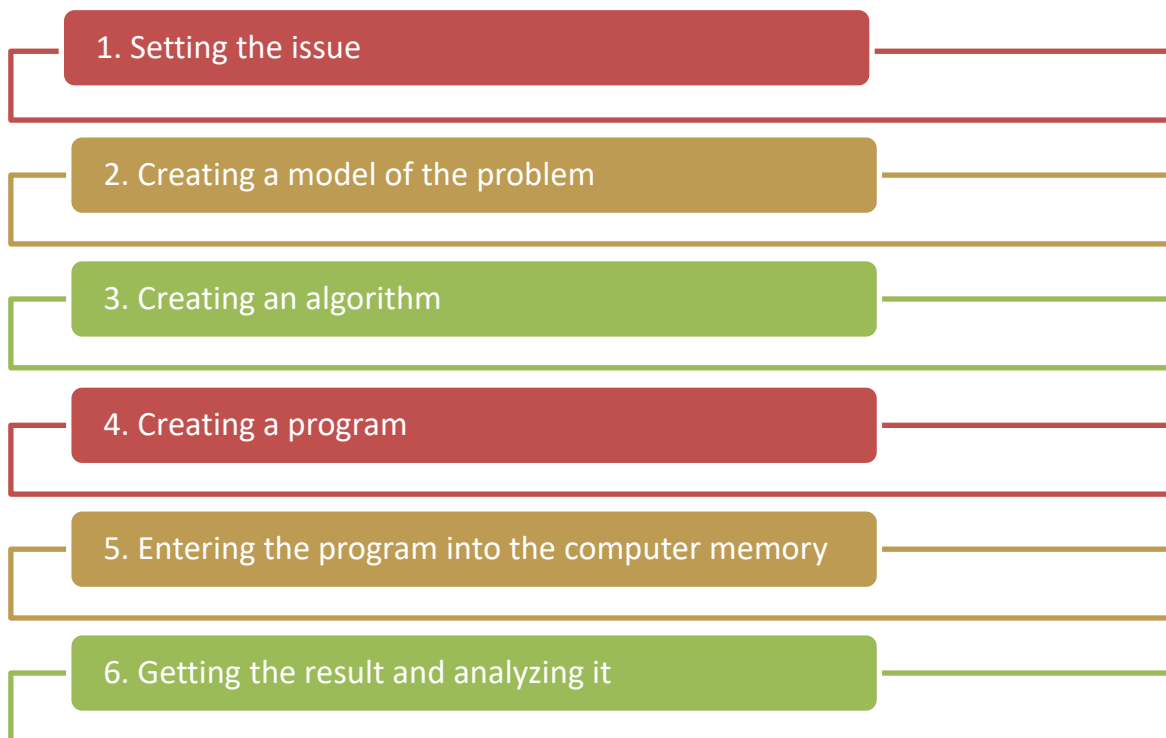 1. Setting the issue
2. Creating a model of the problem
3. Creating an algorithm
4. Creating a program
5. Entering the program into the computer memory
6. Getting the result and analyzing it